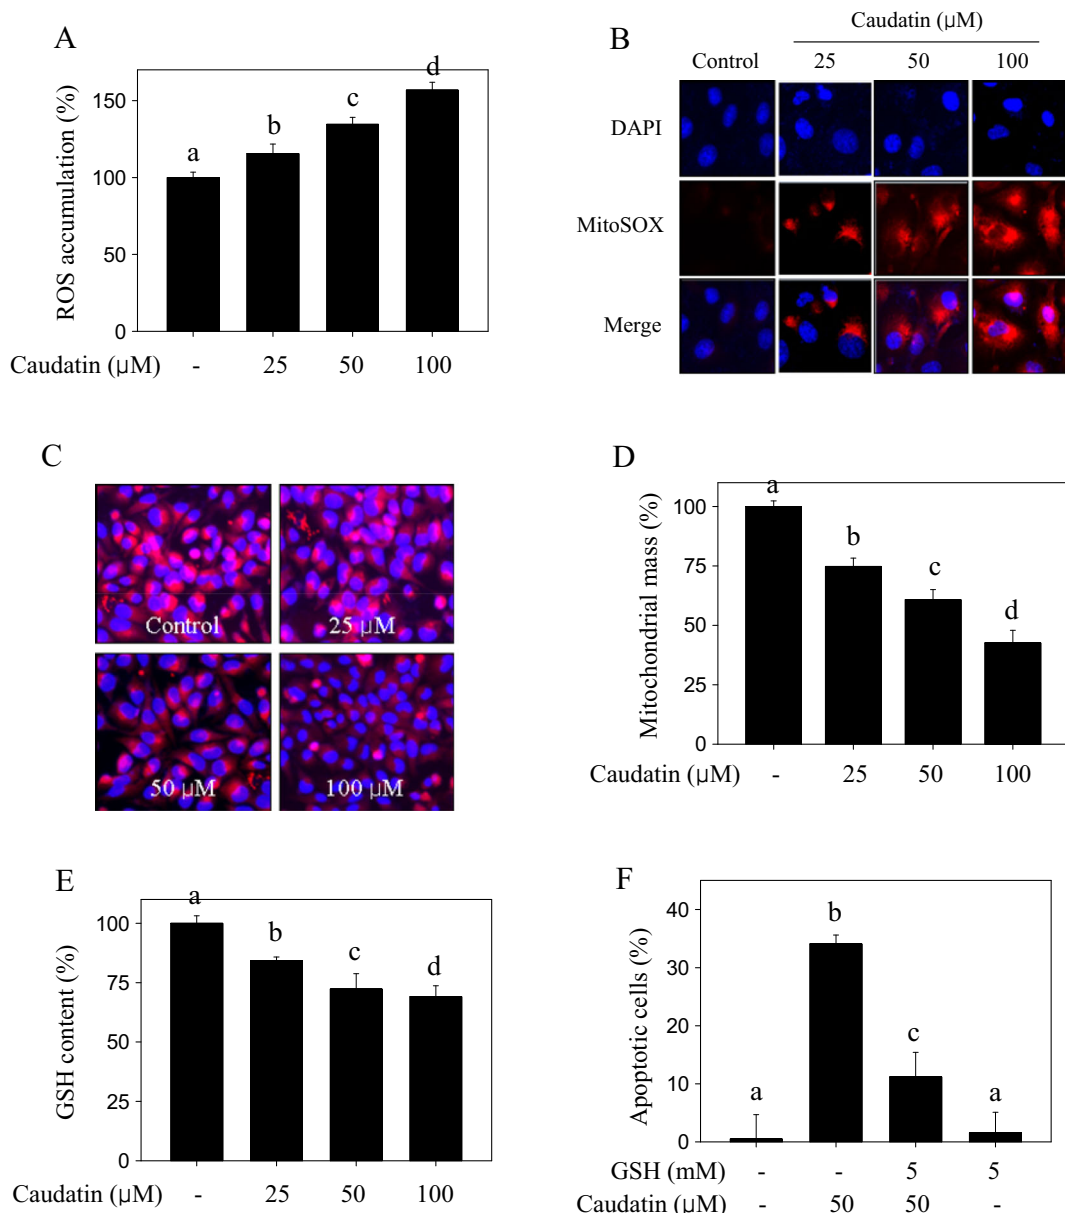 A
ROS accumulation (%)
150
100
50
0
a
b
c
d
Caudatin (μM) - 25 50 100
B
Caudatin (μM)
Control 25 50 100
DAPI
MitoSOX
Merge
C
Control
25 μM
50 μM
100 μM
D
Mitochondrial mass (%)
100
75
50
25
0
a
b
c
d
Caudatin (μM) - 25 50 100
E
GSH content (%)
100
75
50
25
0
a
b
c
d
Caudatin (μM) - 25 50 100
F
Apoptotic cells (%)
40
30
20
10
0
a
b
c
a
GSH (mM) - - 5 5
Caudatin (μM) - 50 50 -